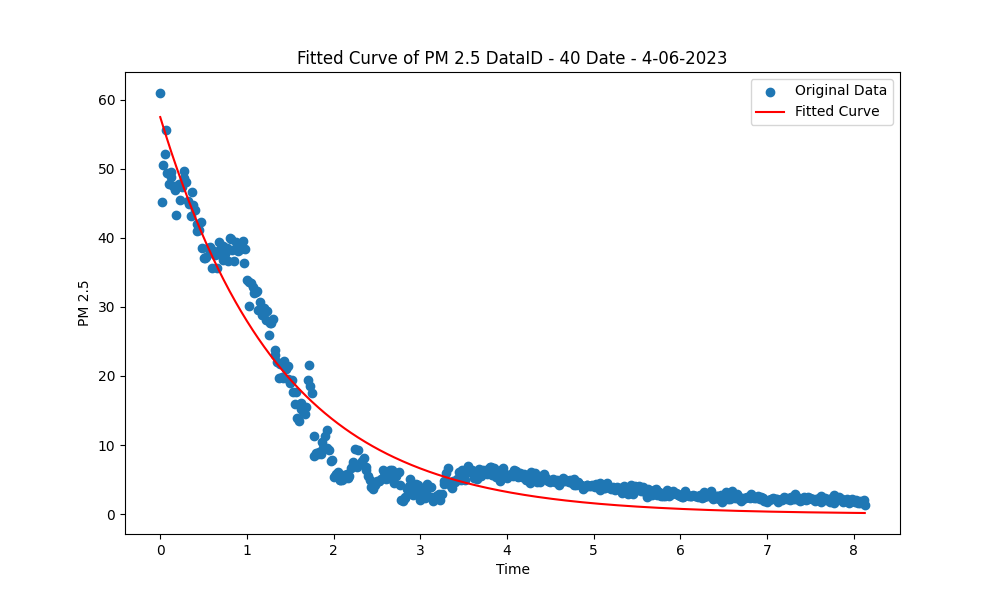 Fitted Curve of PM 2.5 DataID - 40 Date - 4-06-2023
Original Data
Fitted Curve
60
50
40
30
20
10
0
PM 2.5
0 1 2 3 4 5 6 7 8
Time